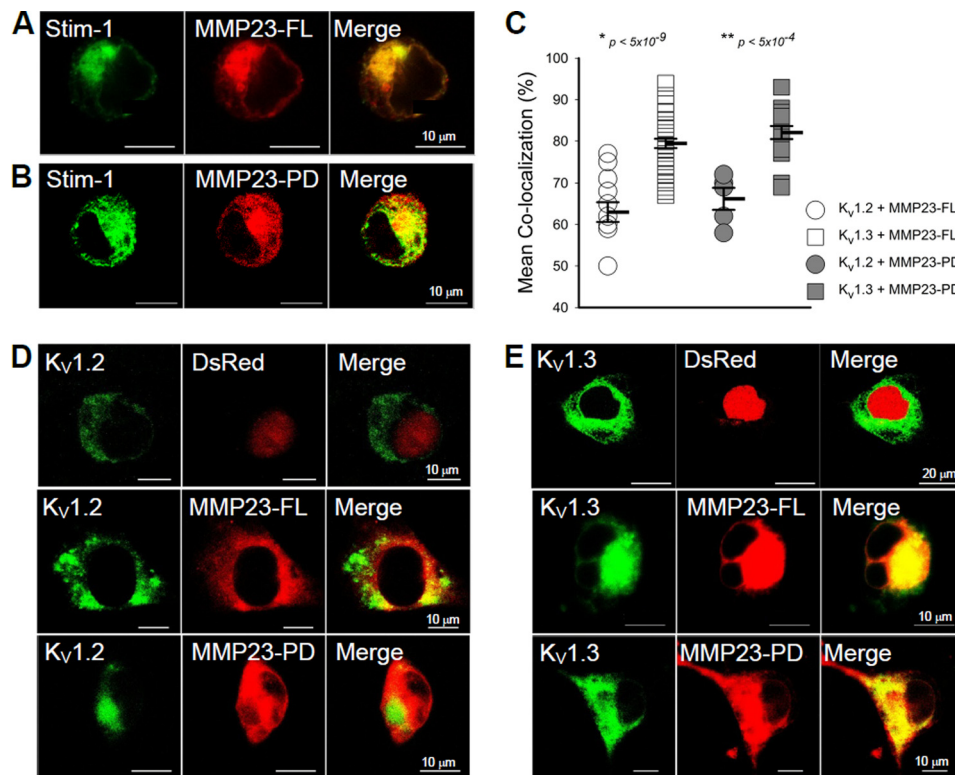 A
Stim-1 MMP23-FL Merge
10 μm
B
Stim-1 MMP23-PD Merge
10 μm
C
* p < 5x10-9 ** p < 5x10-4
Mean Co-localization (%)
100
90
80
70
60
50
40
KV1.2 + MMP23-FL
KV1.3 + MMP23-FL
KV1.2 + MMP23-PD
KV1.3 + MMP23-PD
D
KV1.2 DsRed Merge
10 μm
KV1.2 MMP23-FL Merge
10 μm
KV1.2 MMP23-PD Merge
10 μm
E
KV1.3 DsRed Merge
20 μm
KV1.3 MMP23-FL Merge
10 μm
KV1.3 MMP23-PD Merge
10 μm